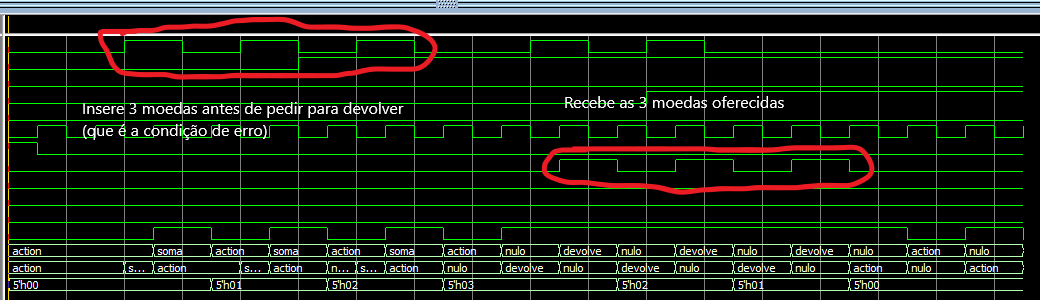 Insere 3 moedas antes de pedir para devolver
(que é a condição de erro)
Recebe as 3 moedas oferecidas
action soma action soma action soma action nulo devolve nulo devolve nulo devolve nulo action nulo
action s... action s... action n... s... action nulo devolve nulo devolve nulo devolve nulo action nulo action
5'h00 5'h01 5'h02 5'h03 5'h02 5'h01 5'h00